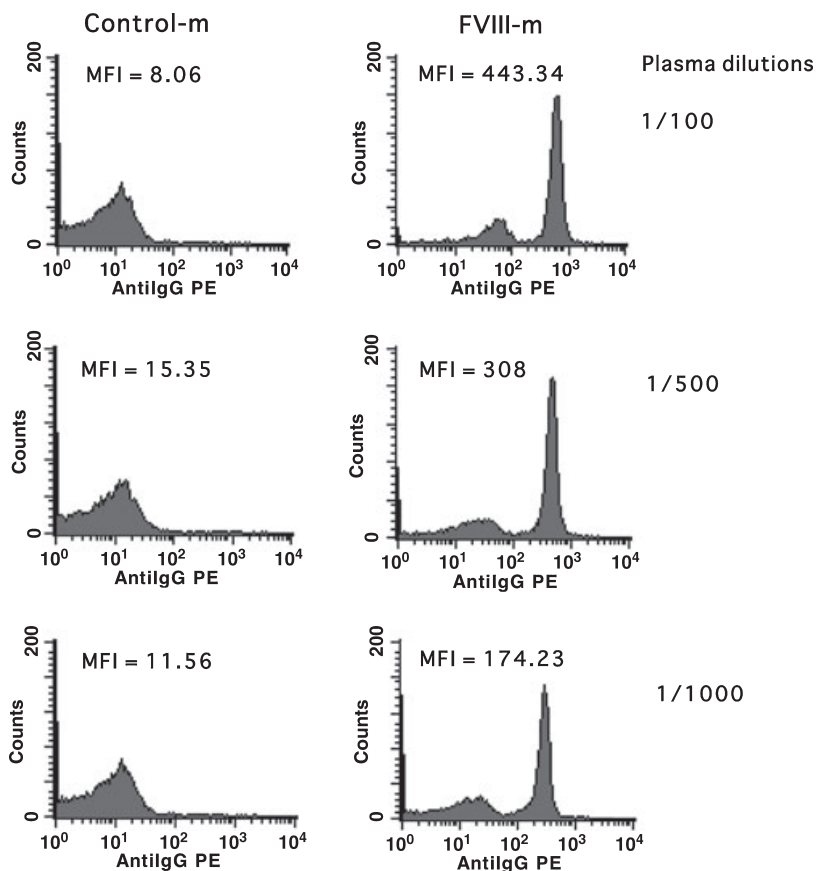 Control-m
FVIII-m
Plasma dilutions
MFI = 8.06
200
Counts
0
10^0 10^1 10^2 10^3 10^4
AntiIgG PE
MFI = 443.34
200
Counts
0
10^0 10^1 10^2 10^3 10^4
AntiIgG PE
1/100
MFI = 15.35
200
Counts
0
10^0 10^1 10^2 10^3 10^4
AntiIgG PE
MFI = 308
200
Counts
0
10^0 10^1 10^2 10^3 10^4
AntiIgG PE
1/500
MFI = 11.56
200
Counts
0
10^0 10^1 10^2 10^3 10^4
AntiIgG PE
MFI = 174.23
200
Counts
0
10^0 10^1 10^2 10^3 10^4
AntiIgG PE
1/1000